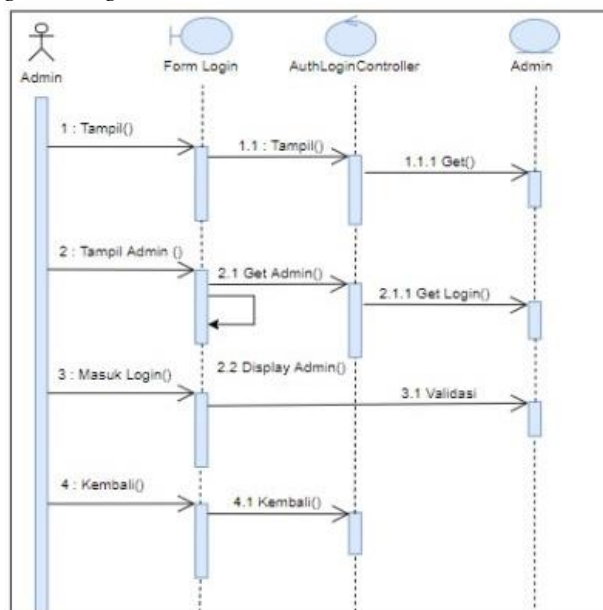 Admin
Form Login
AuthLoginController
Admin
1 : Tampil()
1.1 : Tampil()
1.1.1 Get()
2 : Tampil Admin ()
2.1 Get Admin()
2.1.1 Get Login()
2.2 Display Admin()
3 : Masuk Login()
3.1 Validasi
4 : Kembali()
4.1 Kembali()